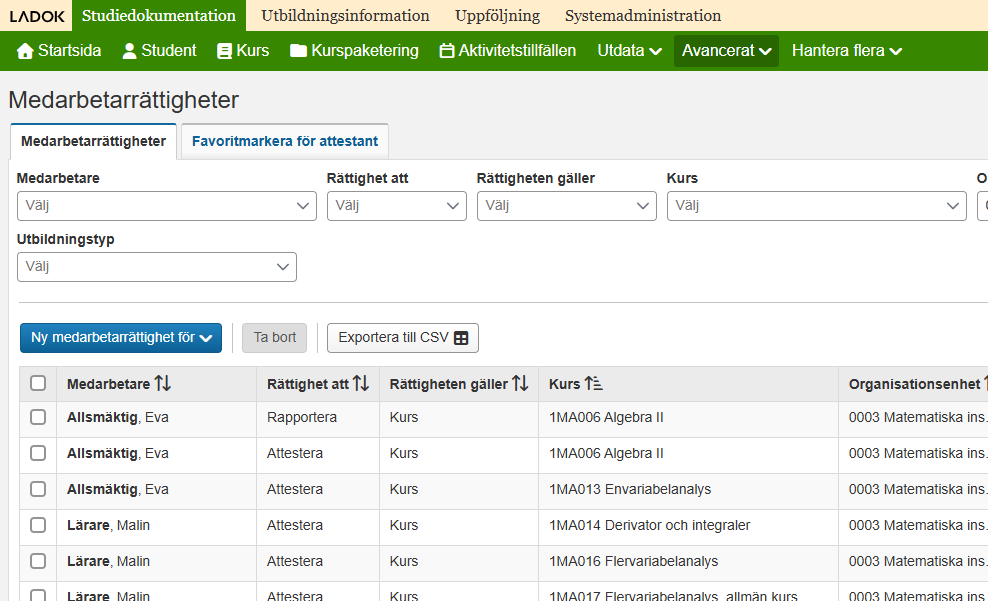 LADOK Studiedokumentation Utbildningsinformation Uppföljning Systemadministration
Startsida Student Kurs Kurspaketering Aktivitetstillfällen Utdata Avancerat Hantera flera
Medarbetarrättigheter
Medarbetarrättigheter Favoritmarkera för attestant
Medarbetare Rättighet att Rättigheten gäller Kurs
Välj Välj Välj Välj
Utbildningstyp
Välj
Ny medarbetarrättighet för Ta bort Exportera till CSV
Medarbetare Rättighet att Rättigheten gäller Kurs Organisationsenhet
Allsmäktig, Eva Rapportera Kurs 1MA006 Algebra II 0003 Matematiska ins.
Allsmäktig, Eva Attestera Kurs 1MA006 Algebra II 0003 Matematiska ins.
Allsmäktig, Eva Attestera Kurs 1MA013 Envariabelanalys 0003 Matematiska ins.
Lärare, Malin Attestera Kurs 1MA014 Derivator och integraler 0003 Matematiska ins.
Lärare, Malin Attestera Kurs 1MA016 Flervariabelanalys 0003 Matematiska ins.
Lärare, Malin Attestera Kurs 1MA017 Flervariabelanalys, allmän kurs 0003 Matematiska ins.